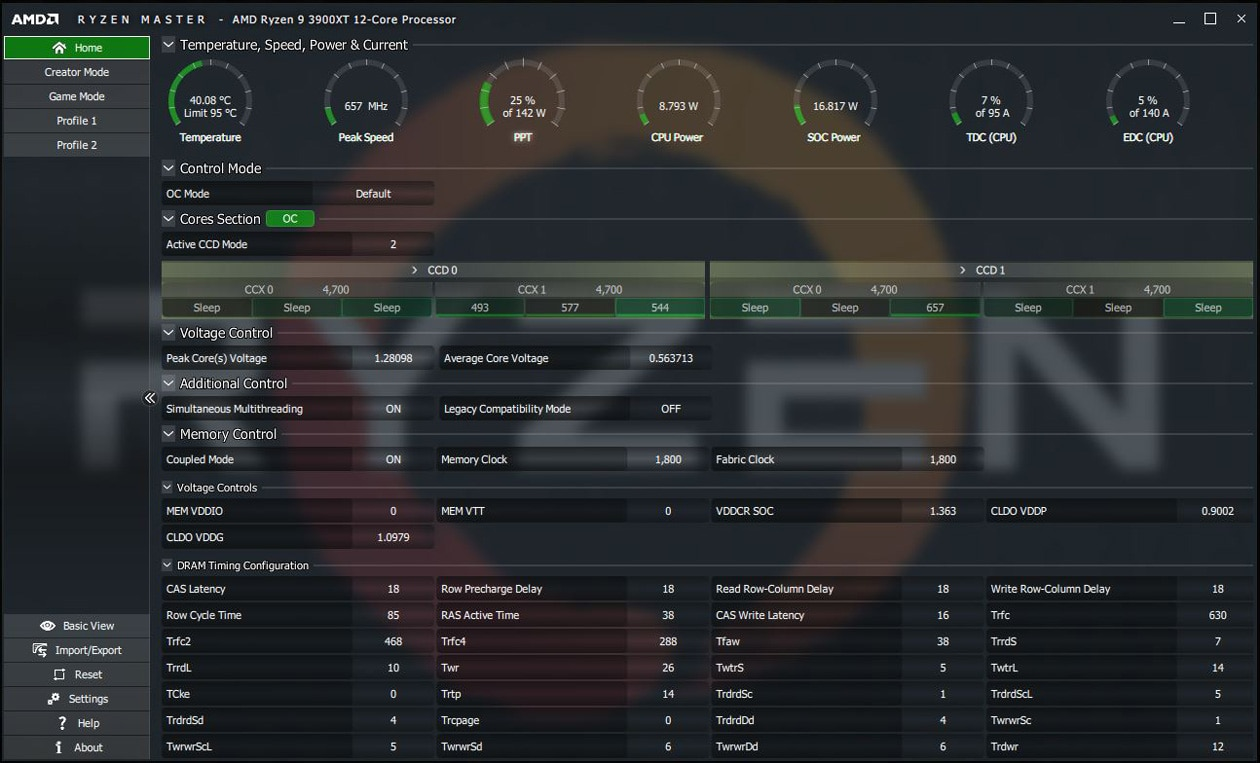 AMD RYZEN MASTER - AMD Ryzen 9 3900XT 12-Core Processor
Home
Creator Mode
Game Mode
Profile 1
Profile 2
Temperature, Speed, Power & Current
40.08 °C
Limit 95 °C
Temperature
657 MHz
Peak Speed
25 %
of 142 W
PPT
8.793 W
CPU Power
16.817 W
SOC Power
7 %
of 95 A
TDC (CPU)
5 %
of 140 A
EDC (CPU)
Control Mode
OC Mode Default
Cores Section OC
Active CCD Mode 2
CCD 0 CCD 1
CCX 0 4,700 CCX 1 4,700 CCX 0 4,700 CCX 1 4,700
Sleep Sleep Sleep 493 577 544 Sleep Sleep 657 Sleep Sleep Sleep
Voltage Control
Peak Core(s) Voltage 1.28098 Average Core Voltage 0.563713
Additional Control
Simultaneous Multithreading ON Legacy Compatibility Mode OFF
Memory Control
Coupled Mode ON Memory Clock 1,800 Fabric Clock 1,800
Voltage Controls
MEM VDDIO 0 MEM VTT 0 VDDCR SOC 1.363 CLDO VDDP 0.9002
CLDO VDDG 1.0979
DRAM Timing Configuration
CAS Latency 18 Row Precharge Delay 18 Read Row-Column Delay 18 Write Row-Column Delay 18
Row Cycle Time 85 RAS Active Time 38 CAS Write Latency 16 Trfc 630
Trfc2 468 Trfc4 288 Tfaw 38 TrrdS 7
TrrdL 10 Twr 26 TwtrS 5 TwtrL 14
TCke 0 Trtp 14 TrdrdSc 1 TrdrdScL 5
TrdrdSd 4 Trcpage 0 TrdrdDd 4 TwrwrSc 1
TwrwrScL 5 TwrwrSd 6 TwrwrDd 6 Trdwr 12
Basic View
Import/Export
Reset
Settings
Help
About
RYZEN